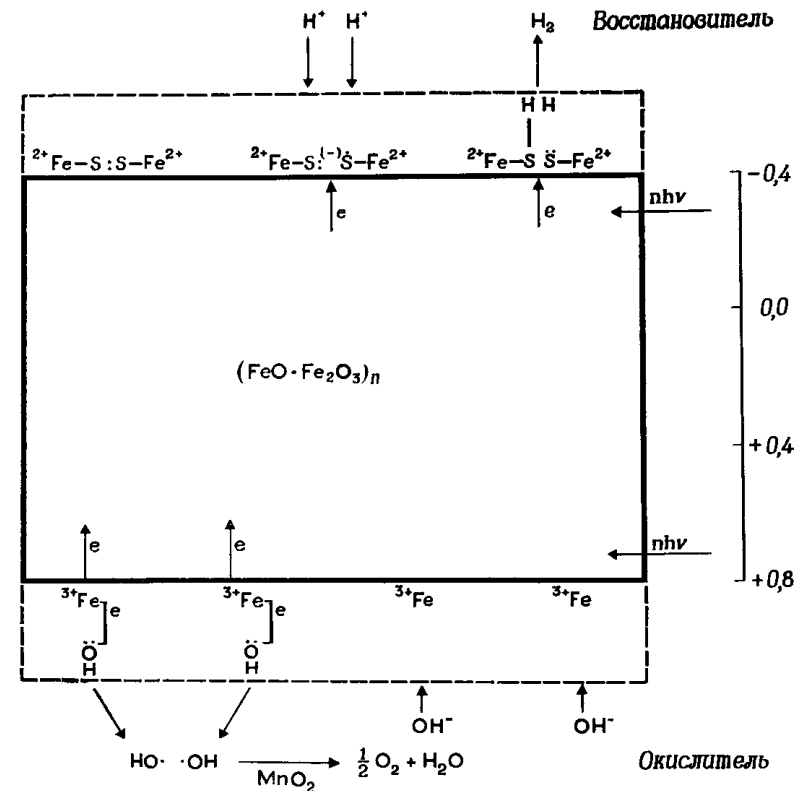 H⁺ H⁺ H₂ Восстановитель
H H
²⁺Fe–S:S–Fe²⁺ ²⁺Fe–S:⁽⁻⁾Ṡ–Fe²⁺ ²⁺Fe–S S̈–Fe²⁺
-0,4
e e nhν
0,0
(FeO·Fe₂O₃)ₙ
+0,4
e e nhν
+0,8
³⁺Fe e ³⁺Fe e ³⁺Fe ³⁺Fe
Ö Ö
H H
OH⁻ OH⁻
HO· ·OH MnO₂ ½ O₂ + H₂O Окислитель